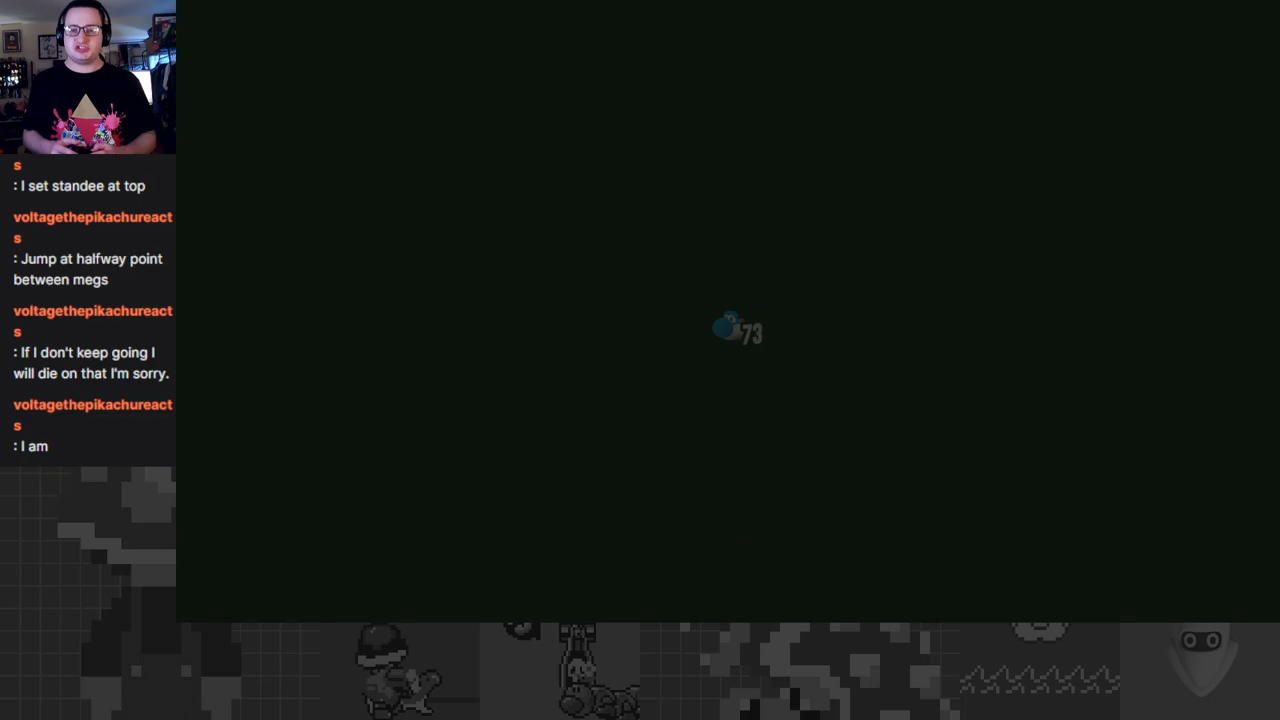 s
: I set standee at top
voltagethepikachureact
s
: Jump at halfway point
between megs
voltagethepikachureact
s
: If I don't keep going I
will die on that I'm sorry.
voltagethepikachureact
s
: I am
73